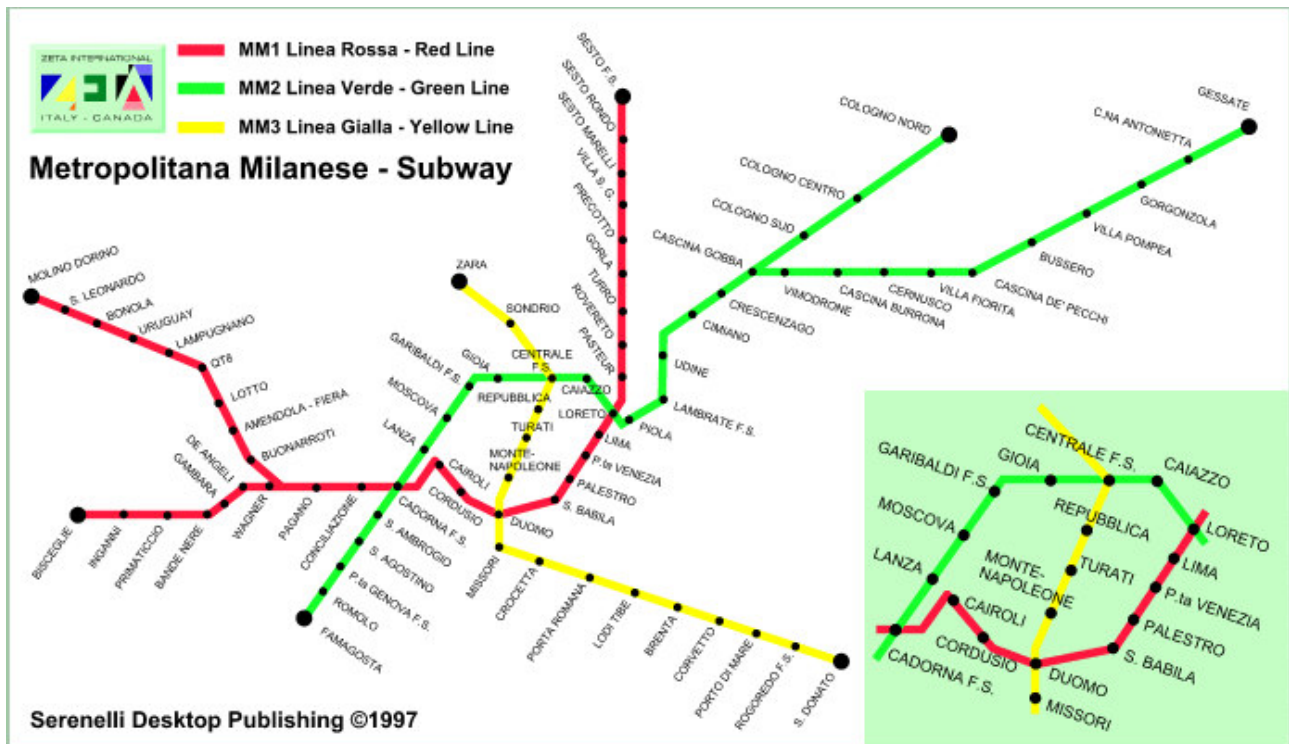 ZETA INTERNATIONAL
ZETA
ITALY - CANADA
MM1 Linea Rossa - Red Line
MM2 Linea Verde - Green Line
MM3 Linea Gialla - Yellow Line
Metropolitana Milanese - Subway
SESTO F.S.
SESTO RONDO
SESTO MARELLI
VILLA S. G.
PRECOTTO
GORLA
TURRO
ROVERETO
PASTEUR
LORETO
LIMA
P.ta VENEZIA
PALESTRO
S. BABILA
DUOMO
CORDUSIO
CAIROLI
CADORNA F.S.
CONCILIAZIONE
PAGANO
WAGNER
DE ANGELI
GAMBARA
BANDE NERE
PRIMATICCIO
INGANNI
BISCEGLIE
MOLINO DORINO
S. LEONARDO
BONOLA
URUGUAY
LAMPUGNANO
QT8
LOTTO
AMENDOLA - FIERA
BUONARROTI
COLOGNO NORD
COLOGNO CENTRO
COLOGNO SUD
CASCINA GOBBA
GESSATE
C.NA ANTONIETTA
GORGONZOLA
VILLA POMPEA
BUSSERO
CASCINA DE' PECCHI
VILLA FIORITA
CERNUSCO
CASCINA BURRONA
VIMODRONE
CRESCENZAGO
CIMIANO
UDINE
LAMBRATE F.S.
PIOLA
CAIAZZO
CENTRALE
F.S.
GIOIA
GARIBALDI F.S.
MOSCOVA
LANZA
S. AMBROGIO
S. AGOSTINO
P.ta GENOVA F.S.
ROMOLO
FAMAGOSTA
ZARA
SONDRIO
REPUBBLICA
TURATI
MONTE-
NAPOLEONE
MISSORI
CROCETTA
PORTA ROMANA
LODI TIBE
BRENTA
CORVETTO
PORTO DI MARE
ROGOREDO F.S.
S. DONATO
CENTRALE F.S.
GIOIA
CAIAZZO
GARIBALDI F.S.
REPUBBLICA
MOSCOVA
LORETO
LANZA
MONTE-
NAPOLEONE
TURATI
LIMA
P.ta VENEZIA
CAIROLI
PALESTRO
CORDUSIO
S. BABILA
CADORNA F.S.
DUOMO
MISSORI
Serenelli Desktop Publishing ©1997